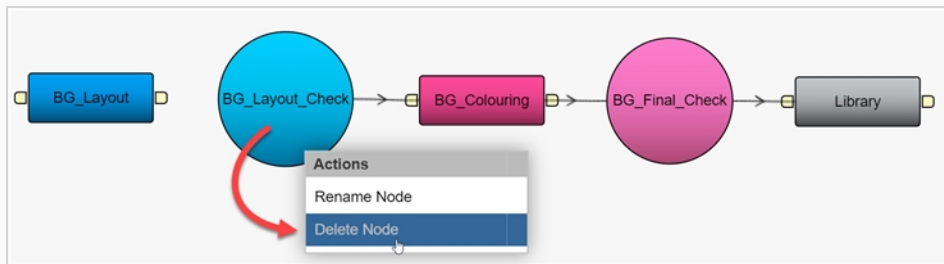 BG_Layout
BG_Layout_Check
BG_Colouring
BG_Final_Check
Library
Actions
Rename Node
Delete Node